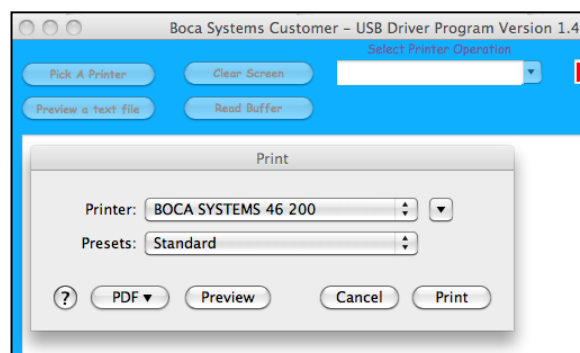 Boca Systems Customer – USB Driver Program Version 1.4
Select Printer Operation
Pick A Printer
Clear Screen
Preview a text file
Read Buffer
Print
Printer: BOCA SYSTEMS 46 200
Presets: Standard
? PDF ▼ Preview Cancel Print